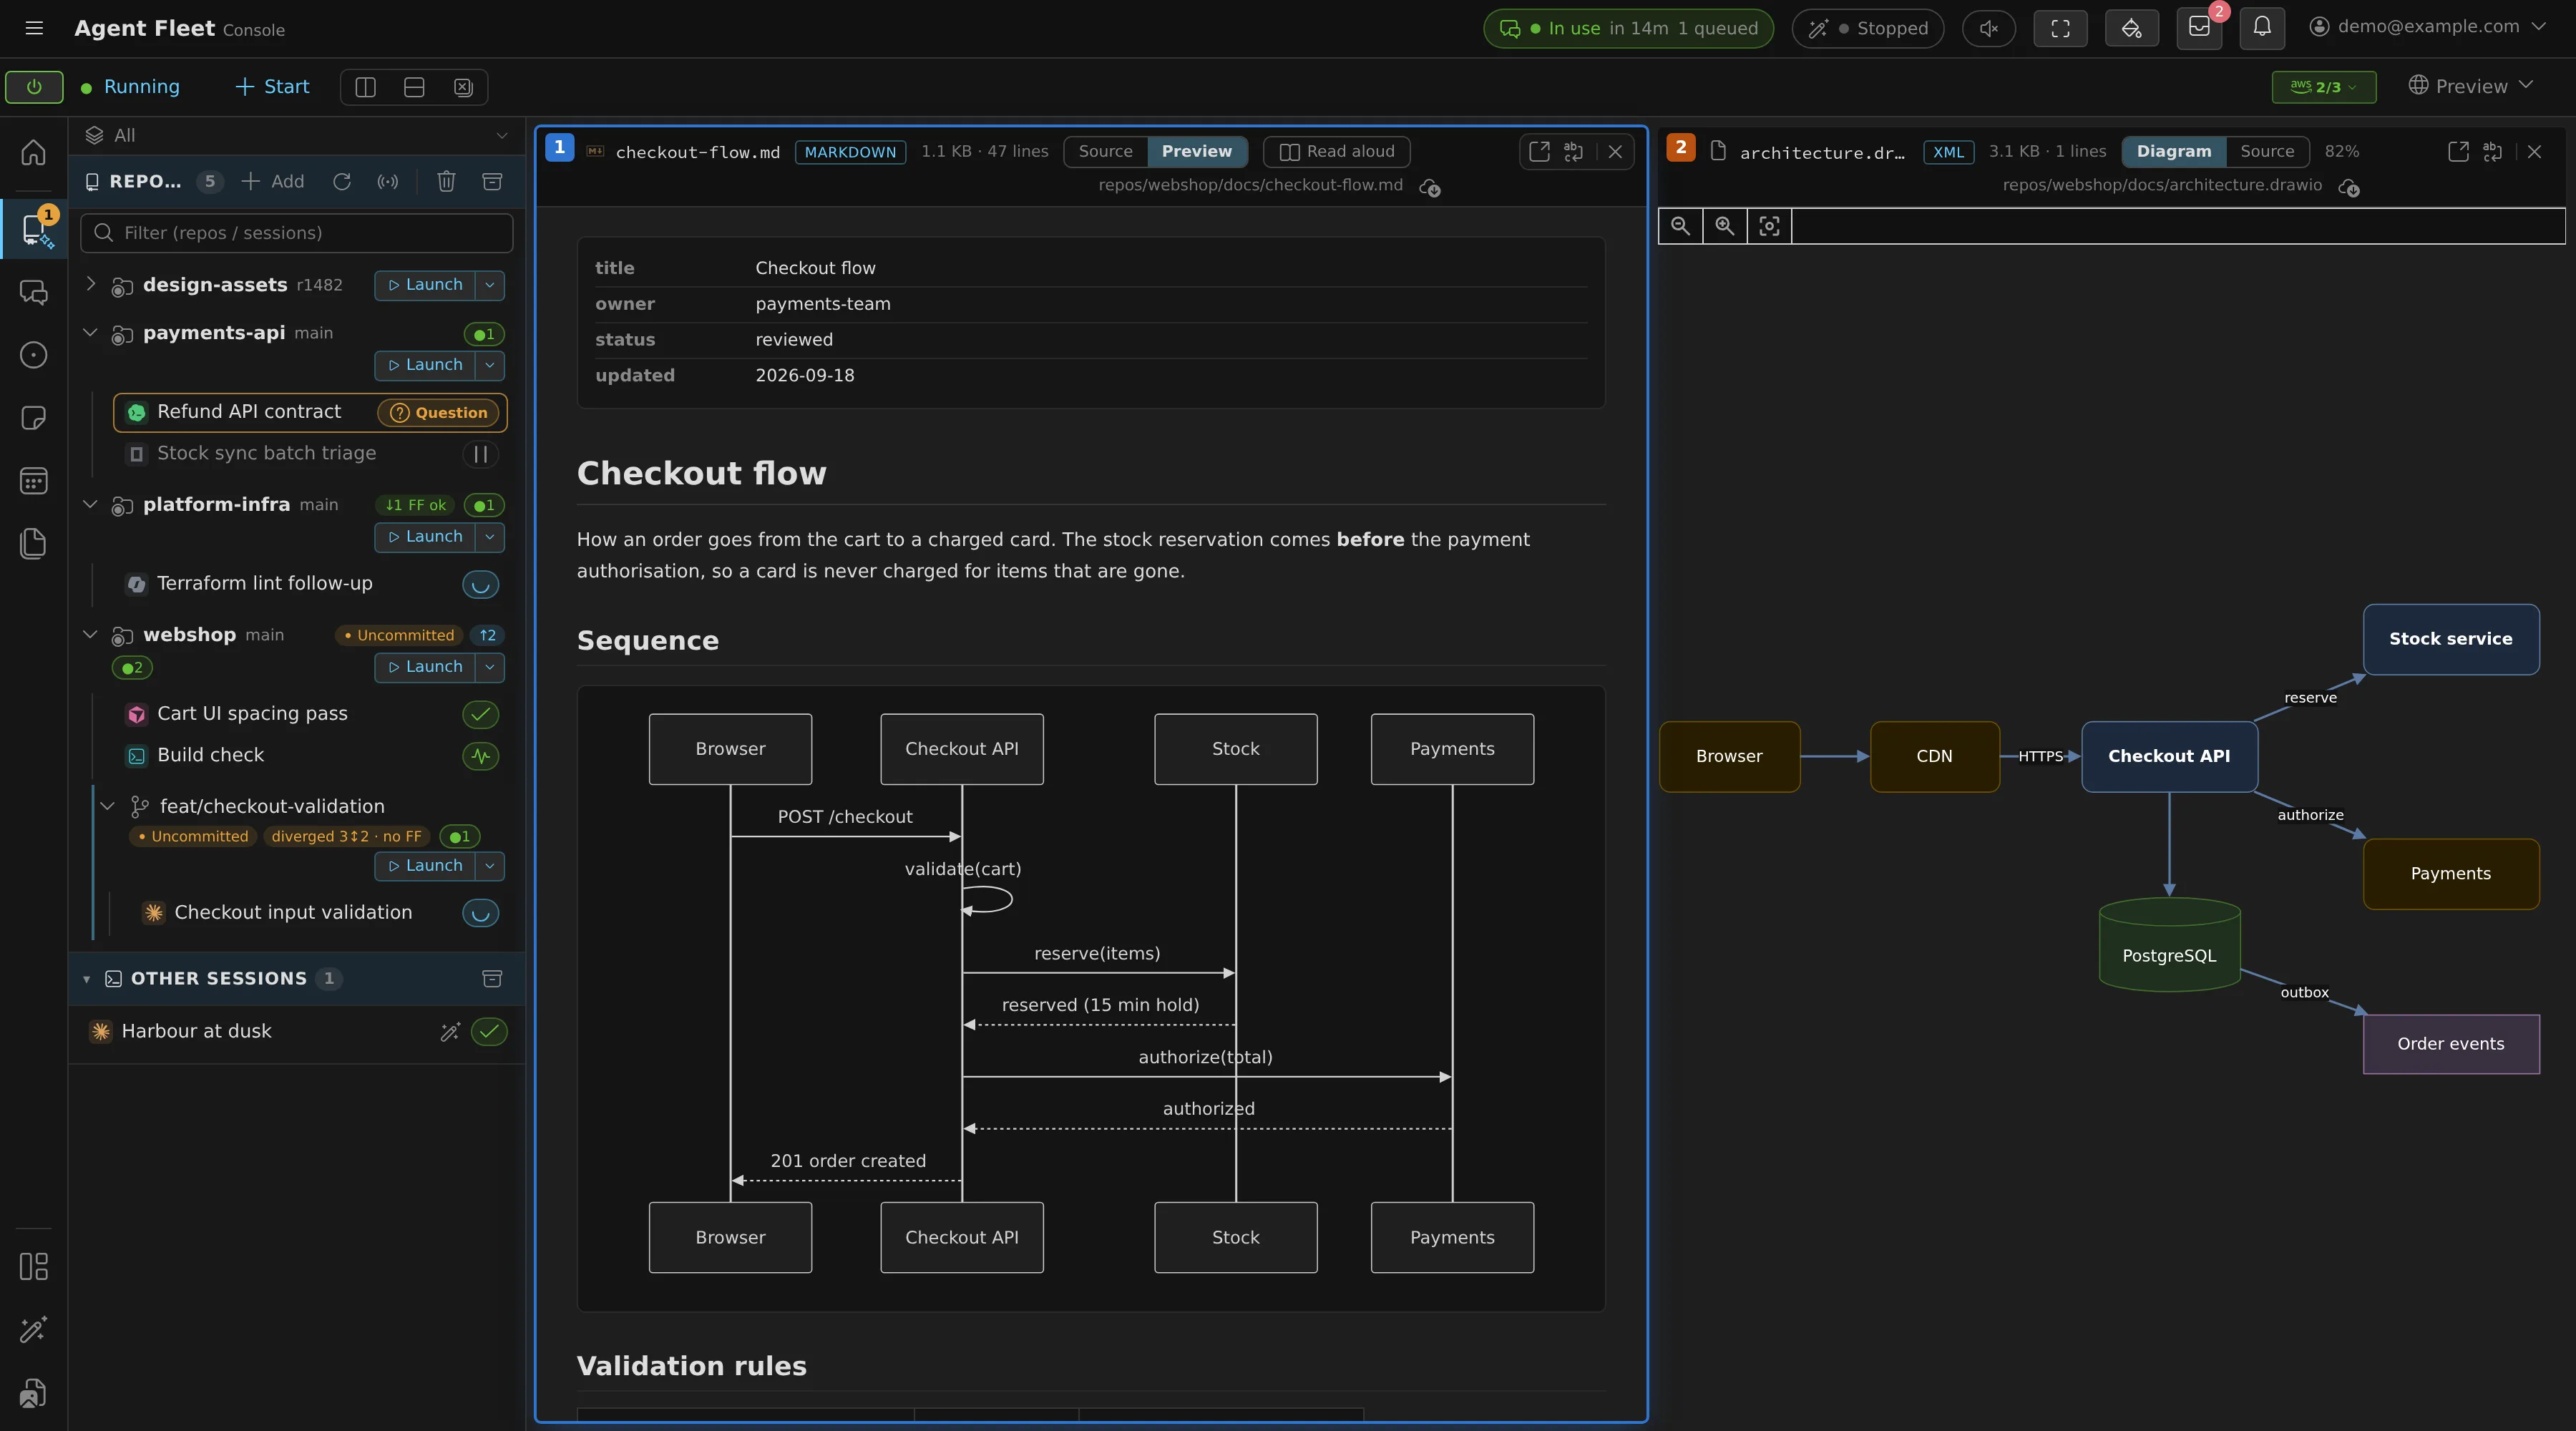 Agent Fleet Console
In use in 14m 1 queued
Stopped
2
demo@example.com
Running
Start
aws 2/3
Preview
All
REPO... 5 Add
1
Filter (repos / sessions)
design-assets r1482
Launch
payments-api main
1
Launch
Refund API contract
Question
Stock sync batch triage
platform-infra main
↓1 FF ok
1
Launch
Terraform lint follow-up
webshop main
• Uncommitted
↑2
2
Launch
Cart UI spacing pass
Build check
feat/checkout-validation
• Uncommitted
diverged 3↕2 · no FF
1
Launch
Checkout input validation
OTHER SESSIONS 1
Harbour at dusk
1
checkout-flow.md
MARKDOWN
1.1 KB · 47 lines
Source
Preview
Read aloud
repos/webshop/docs/checkout-flow.md
title Checkout flow
owner payments-team
status reviewed
updated 2026-09-18
Checkout flow
How an order goes from the cart to a charged card. The stock reservation comes before the payment
authorisation, so a card is never charged for items that are gone.
Sequence
Browser
Checkout API
Stock
Payments
POST /checkout
validate(cart)
reserve(items)
reserved (15 min hold)
authorize(total)
authorized
201 order created
Browser
Checkout API
Stock
Payments
Validation rules
2
architecture.dr...
XML
3.1 KB · 1 lines
Diagram
Source
82%
repos/webshop/docs/architecture.drawio
Stock service
reserve
Browser
CDN
HTTPS
Checkout API
authorize
Payments
PostgreSQL
outbox
Order events